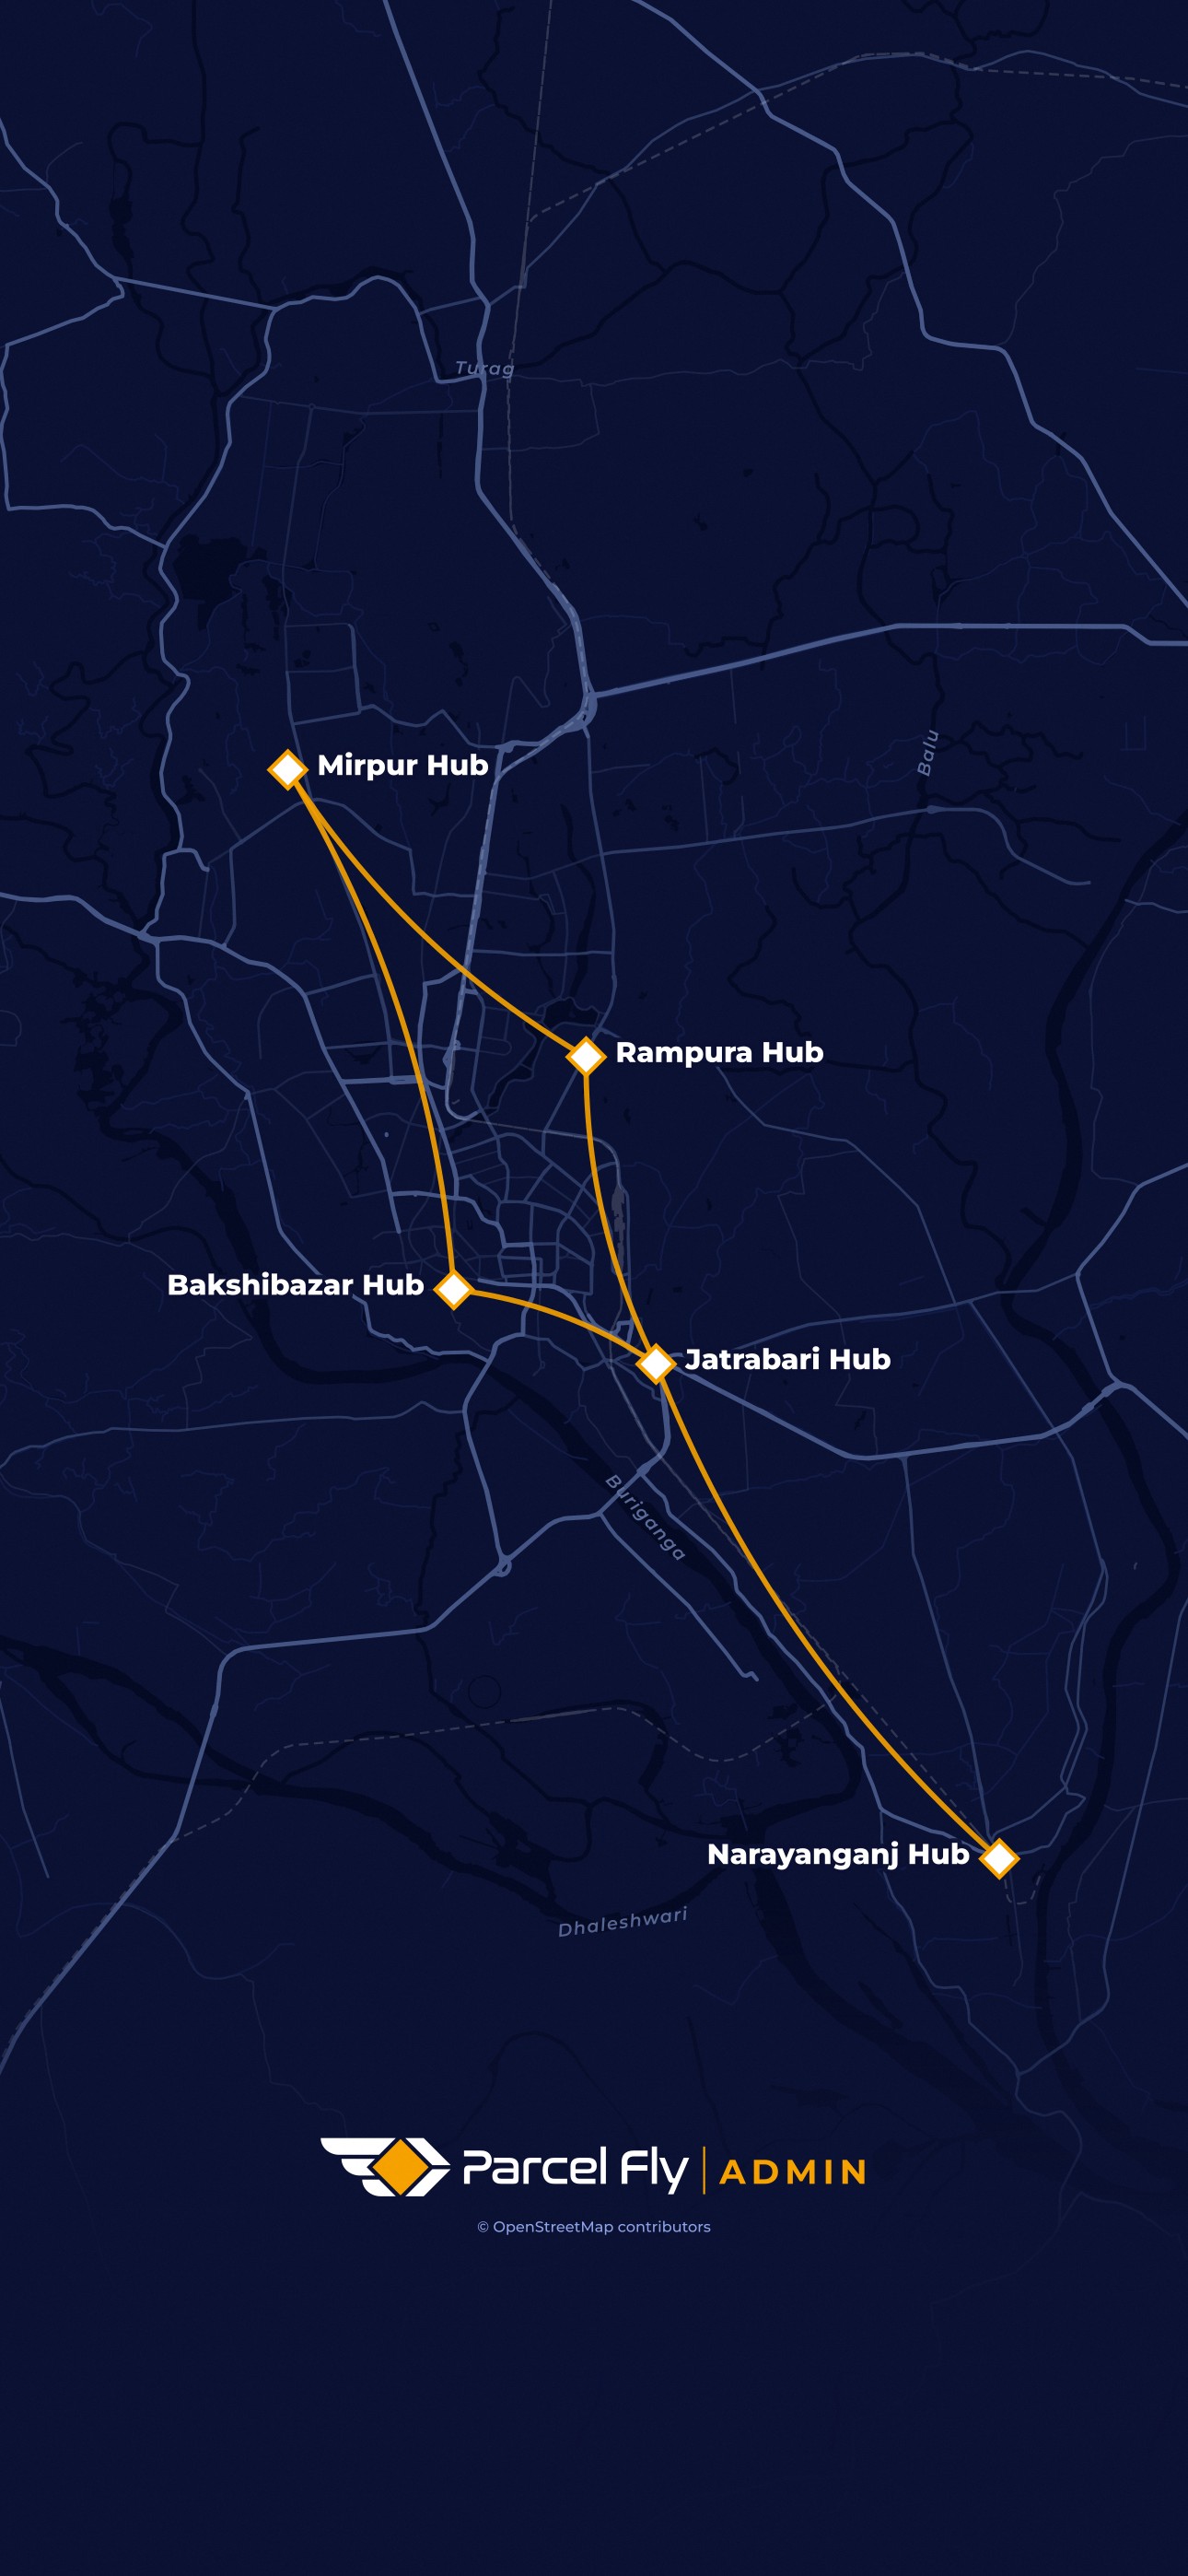 Turag
Balu
Mirpur Hub
Rampura Hub
Bakshibazar Hub
Jatrabari Hub
Buriganga
Narayanganj Hub
Dhaleshwari
Parcel Fly | ADMIN
© OpenStreetMap contributors